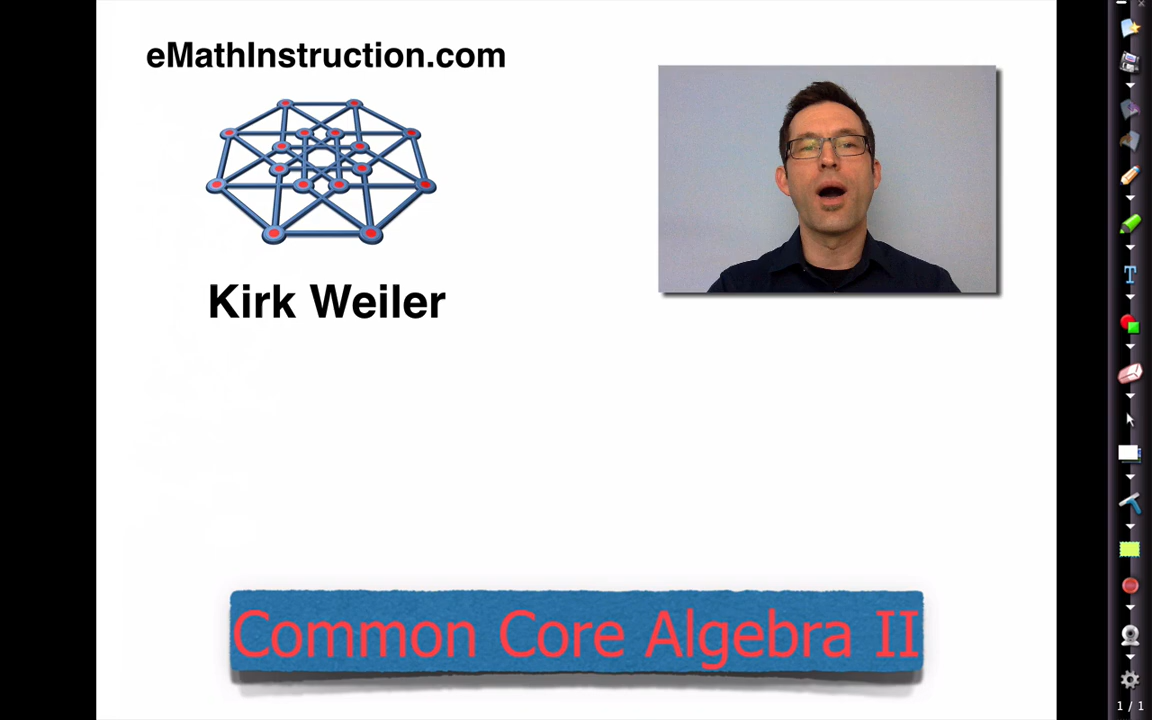 eMathInstruction.com
Kirk Weiler
Common Core Algebra II
T
1 / 1